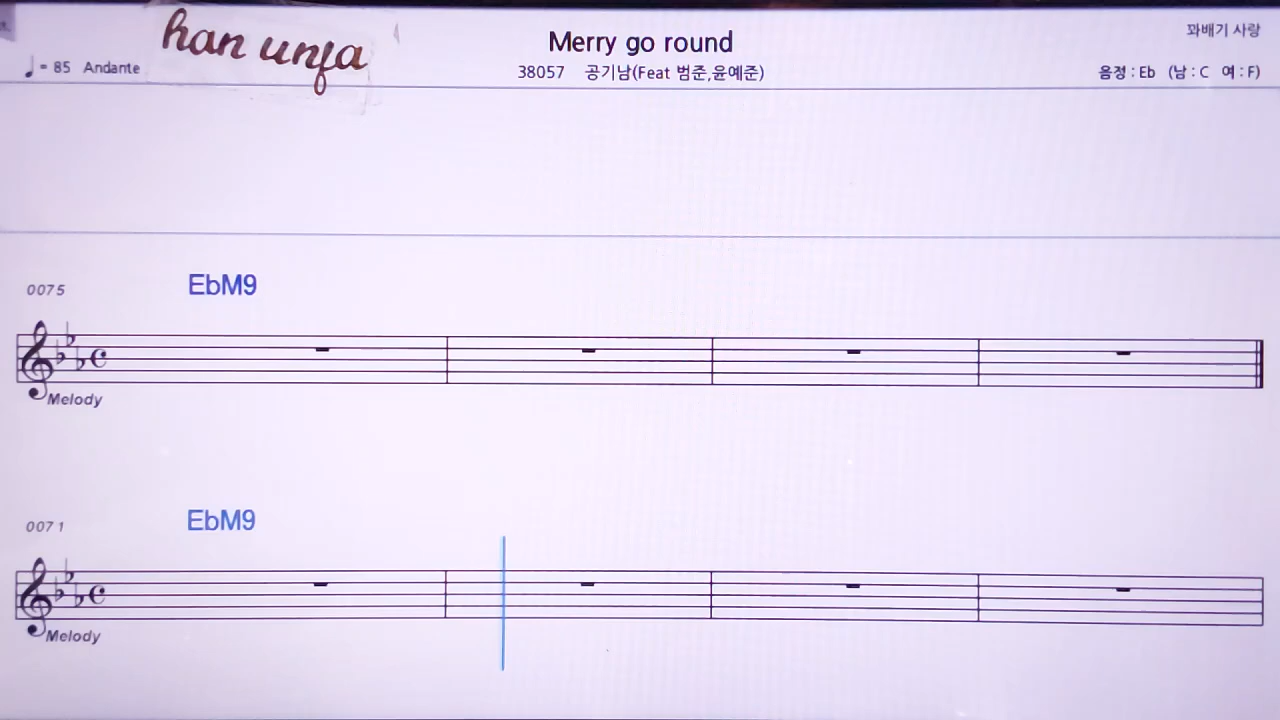 han unfa
Merry go round
꽈배기 사랑
♩= 85 Andante
38057 공기남(Feat 범준,윤예준)
음정 : Eb (남 : C 여 : F)
0075
EbM9
Melody
0071
EbM9
Melody